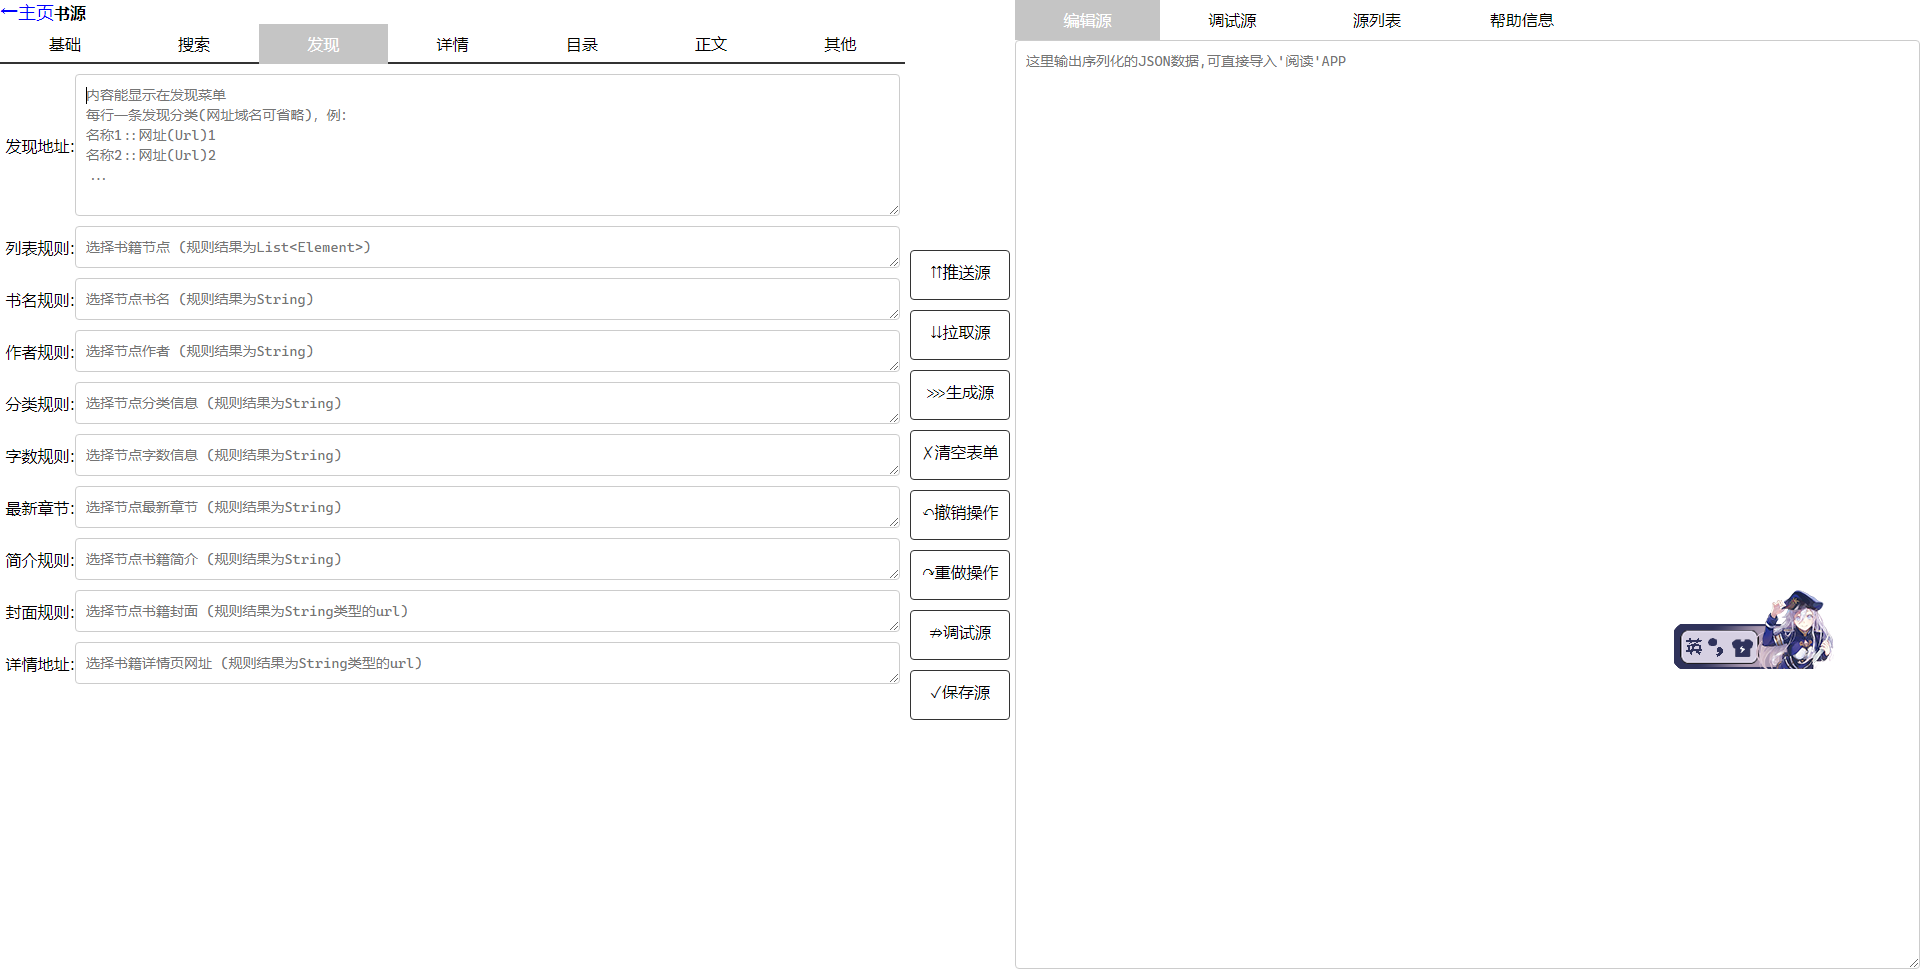 ←主页书源
基础 搜索 发现 详情 目录 正文 其他
发现地址:
内容能显示在发现菜单
每行一条发现分类(网址域名可省略), 例:
名称1::网址(Url)1
名称2::网址(Url)2
...
列表规则: 选择书籍节点 (规则结果为List<Element>)
书名规则: 选择节点书名 (规则结果为String)
作者规则: 选择节点作者 (规则结果为String)
分类规则: 选择节点分类信息 (规则结果为String)
字数规则: 选择节点字数信息 (规则结果为String)
最新章节: 选择节点最新章节 (规则结果为String)
简介规则: 选择节点书籍简介 (规则结果为String)
封面规则: 选择节点书籍封面 (规则结果为String类型的url)
详情地址: 选择书籍详情页网址 (规则结果为String类型的url)
⇈推送源
⇊拉取源
⋙生成源
✗清空表单
↶撤销操作
↷重做操作
⇏调试源
✓保存源
编辑源 调试源 源列表 帮助信息
这里输出序列化的JSON数据,可直接导入'阅读'APP
英